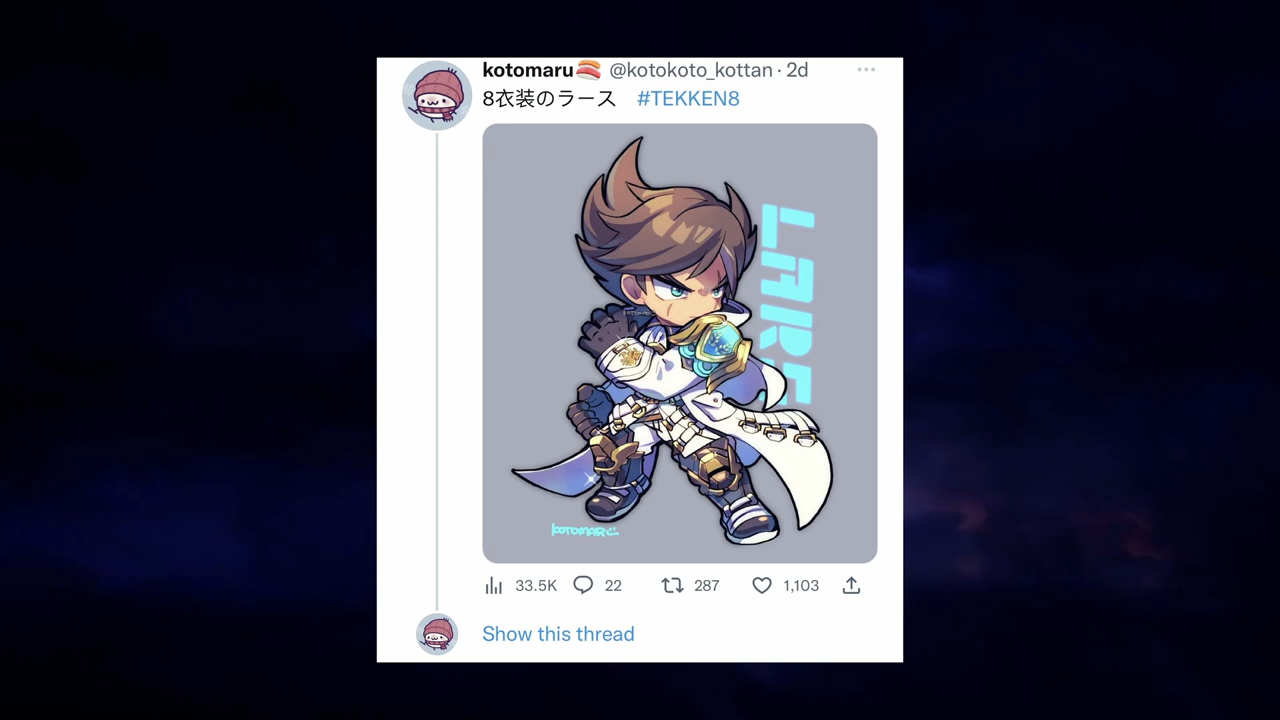 kotomaru🍣 @kotokoto_kottan · 2d
8衣装のラース #TEKKEN8
LARS
KOTOMARU
33.5K 22 287 1,103
Show this thread